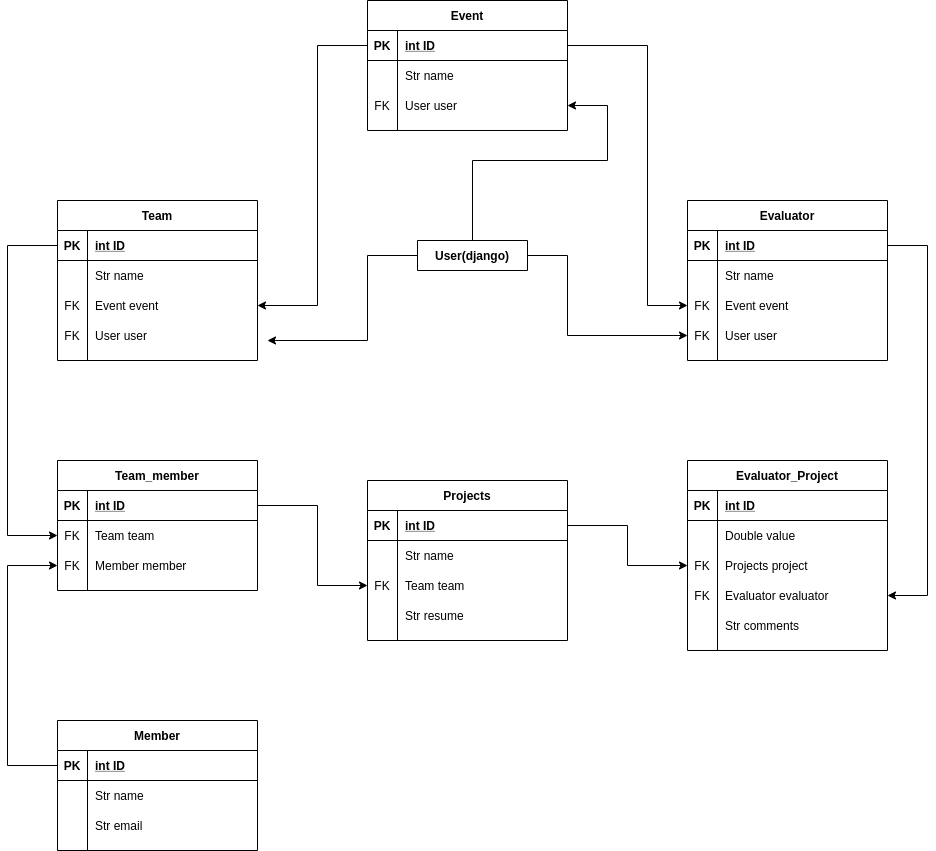 Event
PK int ID
Str name
FK User user
User(django)
Team
PK int ID
Str name
FK Event event
FK User user
Evaluator
PK int ID
Str name
FK Event event
FK User user
Team_member
PK int ID
FK Team team
FK Member member
Projects
PK int ID
Str name
FK Team team
Str resume
Evaluator_Project
PK int ID
Double value
FK Projects project
FK Evaluator evaluator
Str comments
Member
PK int ID
Str name
Str email